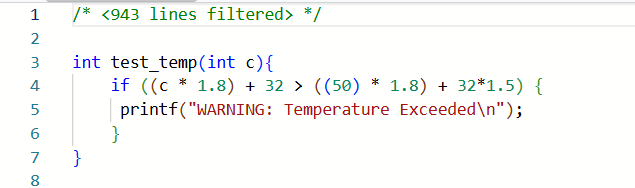 1 /* <943 lines filtered> */
2
3 int test_temp(int c){
4 if ((c * 1.8) + 32 > ((50) * 1.8) + 32*1.5) {
5 printf("WARNING: Temperature Exceeded\n");
6 }
7 }
8